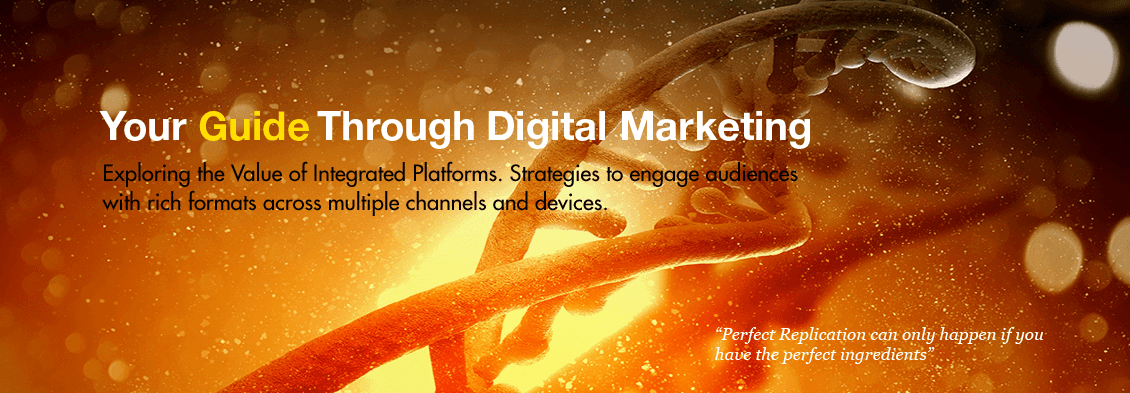 Your Guide Through Digital Marketing
Exploring the Value of Integrated Platforms. Strategies to engage audiences
with rich formats across multiple channels and devices.
“Perfect Replication can only happen if you
have the perfect ingredients”